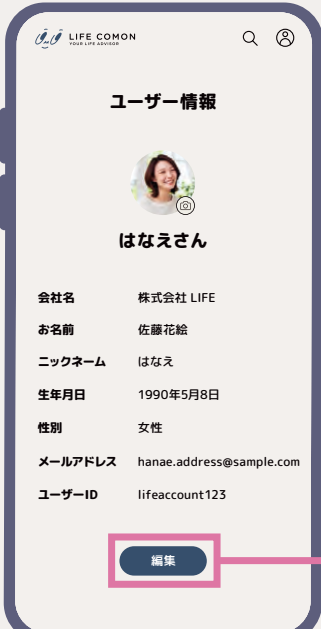 LIFE COMON
YOUR LIFE ADVISOR
ユーザー情報
はなえさん
会社名 株式会社 LIFE
お名前 佐藤花絵
ニックネーム はなえ
生年月日 1990年5月8日
性別 女性
メールアドレス hanae.address@sample.com
ユーザーID lifeaccount123
編集